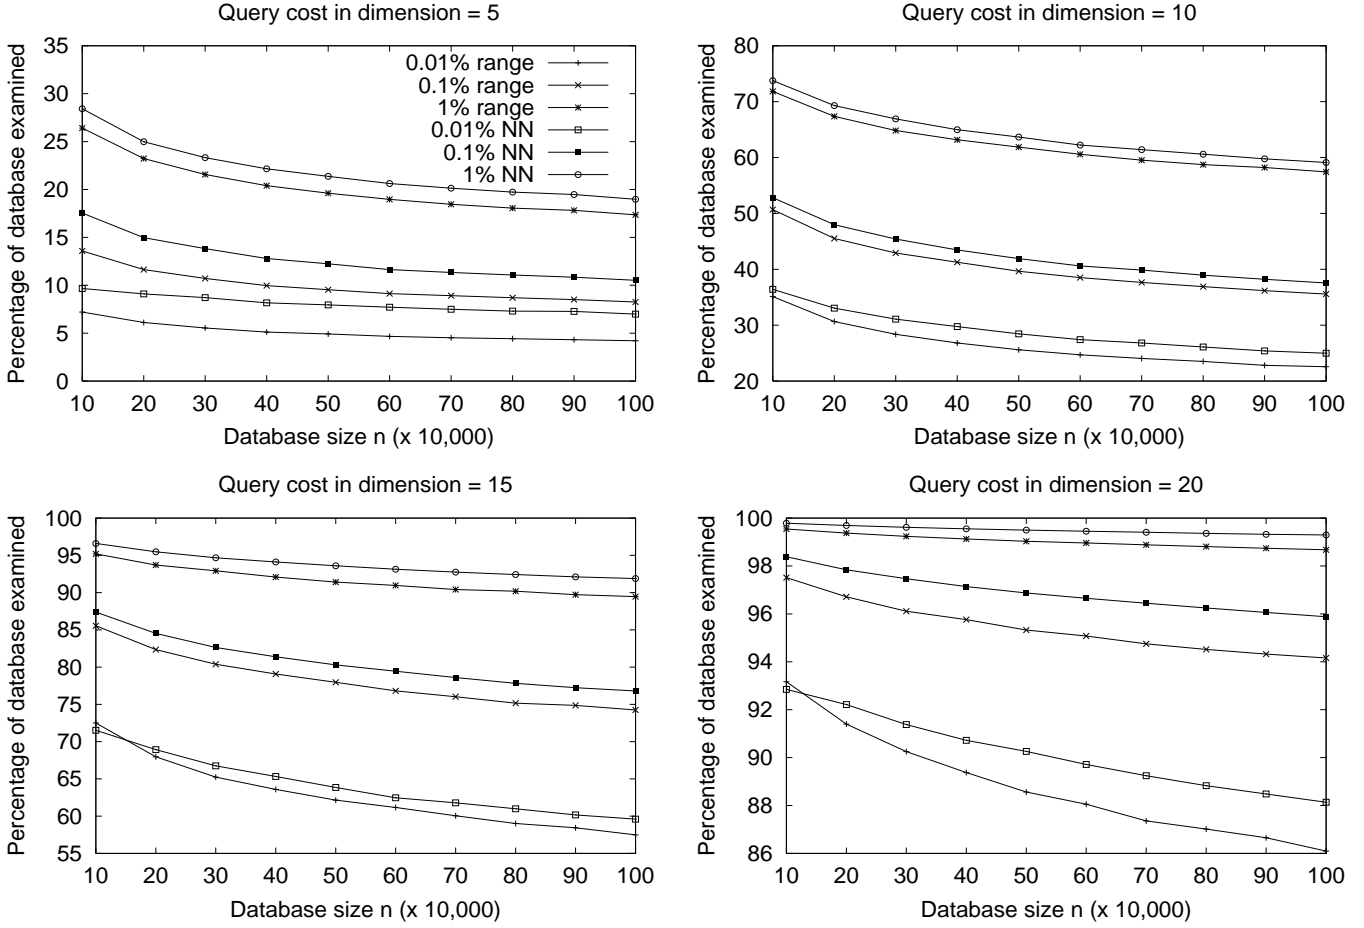 Query cost in dimension = 5
Percentage of database examined
35
30
25
20
15
10
5
0
0.01% range
0.1% range
1% range
0.01% NN
0.1% NN
1% NN
10 20 30 40 50 60 70 80 90 100
Database size n (x 10,000)
Query cost in dimension = 10
Percentage of database examined
80
70
60
50
40
30
20
10 20 30 40 50 60 70 80 90 100
Database size n (x 10,000)
Query cost in dimension = 15
Percentage of database examined
100
95
90
85
80
75
70
65
60
55
10 20 30 40 50 60 70 80 90 100
Database size n (x 10,000)
Query cost in dimension = 20
Percentage of database examined
100
98
96
94
92
90
88
86
10 20 30 40 50 60 70 80 90 100
Database size n (x 10,000)